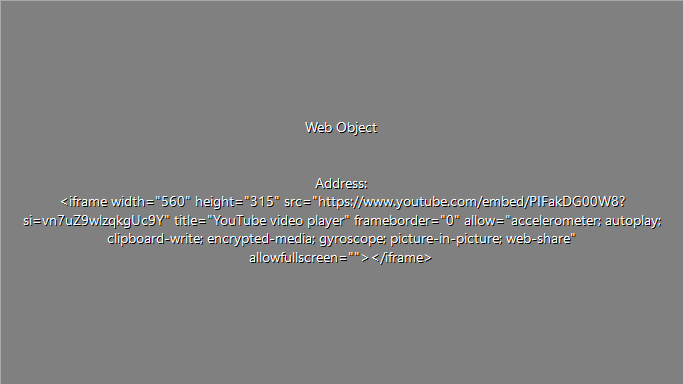 Web Object
Address:
<iframe width="560" height="315" src="https://www.youtube.com/embed/PIFakDG00W8?
si=vn7uZ9wlzqkgUc9Y" title="YouTube video player" frameborder="0" allow="accelerometer; autoplay;
clipboard-write; encrypted-media; gyroscope; picture-in-picture; web-share"
allowfullscreen=""></iframe>